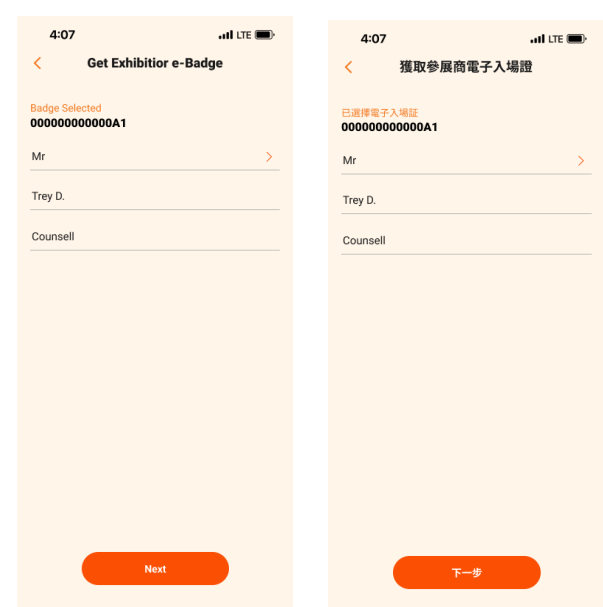 4:07
LTE
Get Exhibitior e-Badge
Badge Selected
000000000000A1
Mr
Trey D.
Counsell
Next
4:07
LTE
獲取參展商電子入場證
已選擇電子入場証
000000000000A1
Mr
Trey D.
Counsell
下一步